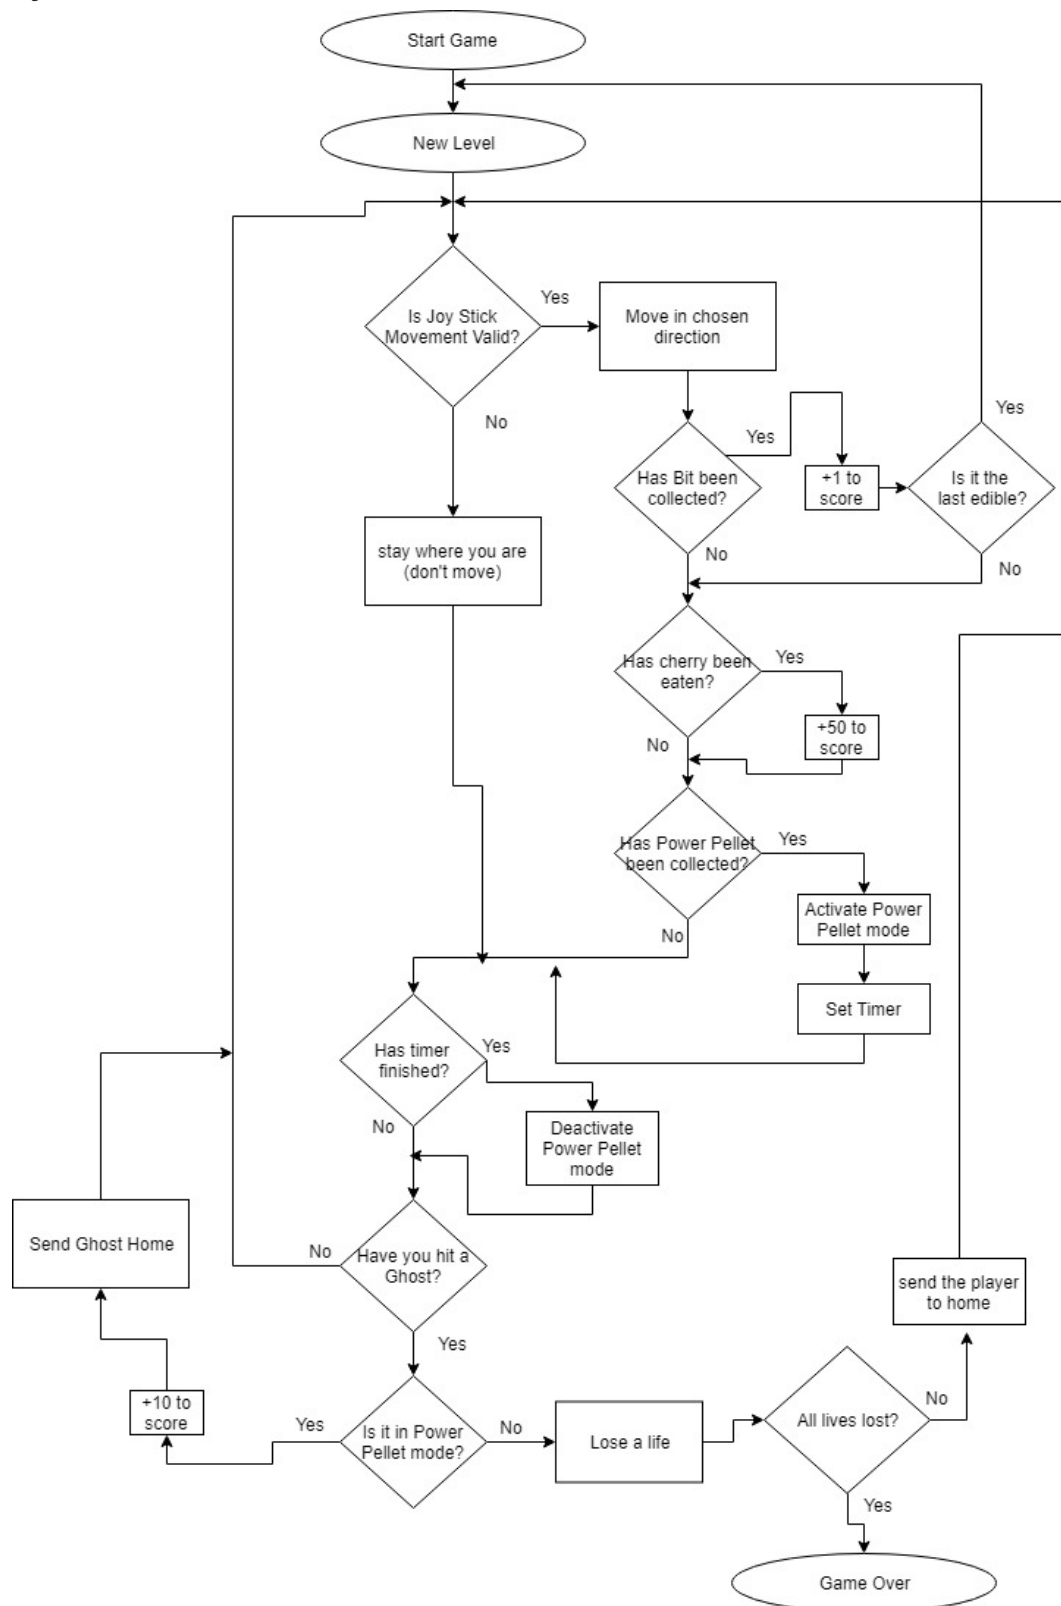 Start Game
New Level
Is Joy Stick
Movement Valid?
Yes
Move in chosen
direction
No
Has Bit been
collected?
Yes
+1 to
score
Is it the
last edible?
Yes
No
No
stay where you are
(don't move)
Has cherry been
eaten?
Yes
+50 to
score
No
Has Power Pellet
been collected?
Yes
Activate Power
Pellet mode
No
Set Timer
Has timer
finished?
Yes
No
Deactivate
Power Pellet
mode
Send Ghost Home
No
Have you hit a
Ghost?
Yes
send the player
to home
+10 to
score
Yes
Is it in Power
Pellet mode?
No
Lose a life
All lives lost?
No
Yes
Game Over